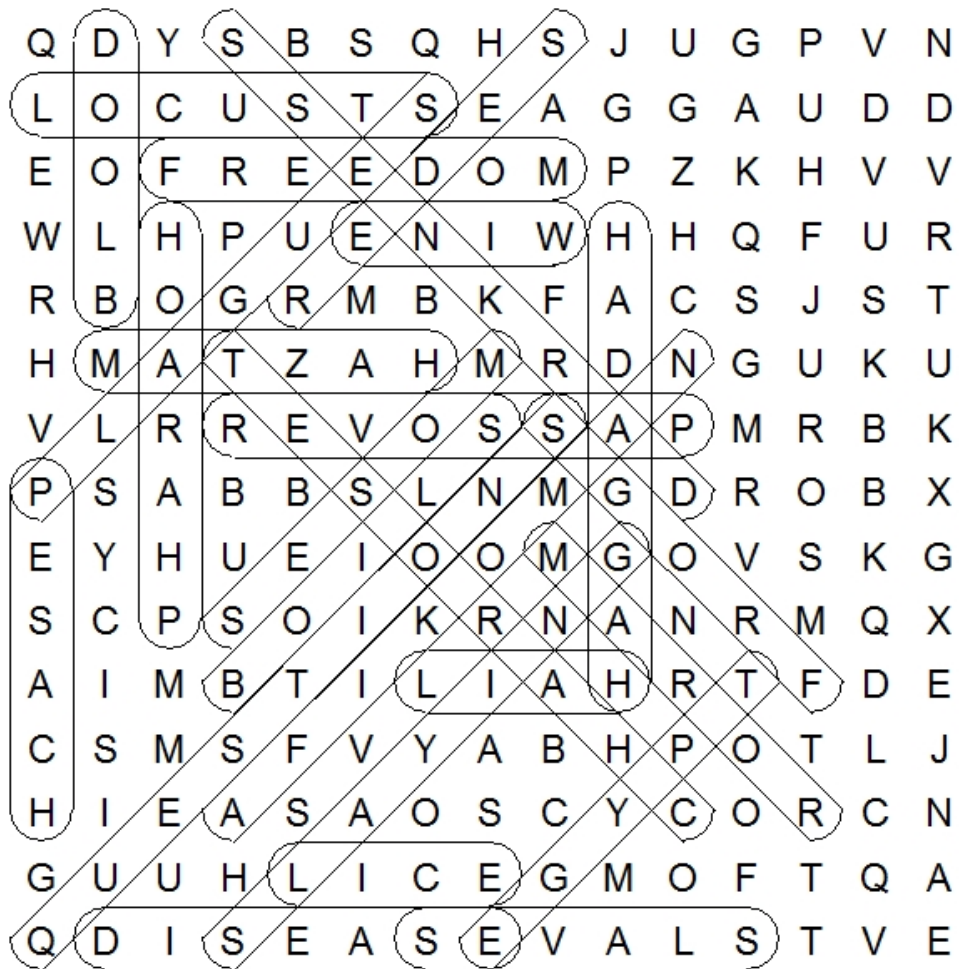 Q D Y S B S Q H S J U G P V N
L O C U S T S E A G G A U D D
E O F R E E D O M P Z K H V V
W L H P U E N I W H H Q F U R
R B O G R M B K F A C S J S T
H M A T Z A H M R D N G U K U
V L R R E V O S S A P M R B K
P S A B B S L N M G D R O B X
E Y H U E I O O M G O V S K G
S C P S O I K R N A N R M Q X
A I M B T I L I A H R T F D E
C S M S F V Y A B H P O T L J
H I E A S A O S C Y C O R C N
G U U H L I C E G M O F T Q A
Q D I S E A S E V A L S T V E